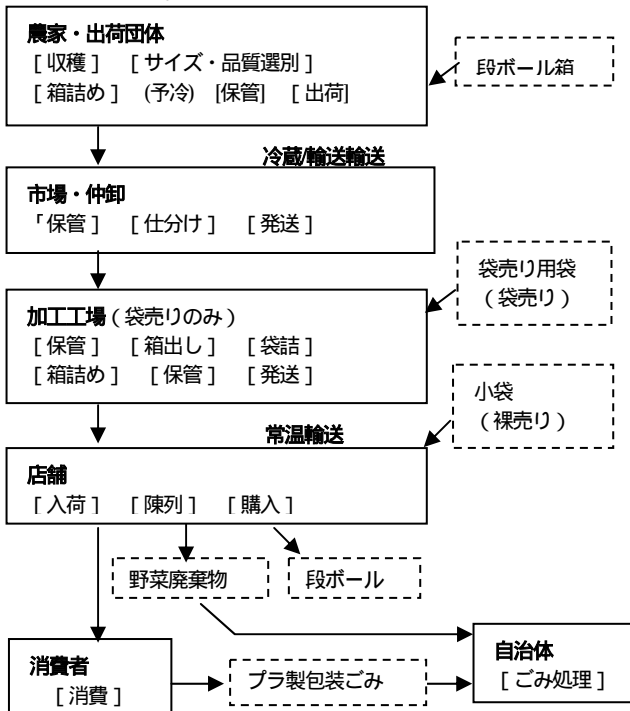 農家・出荷団体
[ 収穫 ] [ サイズ・品質選別 ]
[ 箱詰め ] (予冷) [保管] [ 出荷]
段ボール箱
冷蔵/輸送輸送
市場・仲卸
「保管 ] [ 仕分け ] [ 発送 ]
袋売り用袋
(袋売り)
加工工場(袋売りのみ)
[ 保管 ] [ 箱出し ] [ 袋詰 ]
[ 箱詰め ] [ 保管 ] [ 発送 ]
小袋
(裸売り)
常温輸送
店舗
[ 入荷 ] [ 陳列 ] [ 購入 ]
野菜廃棄物
段ボール
消費者
[ 消費 ]
プラ製包装ごみ
自治体
[ ごみ処理 ]